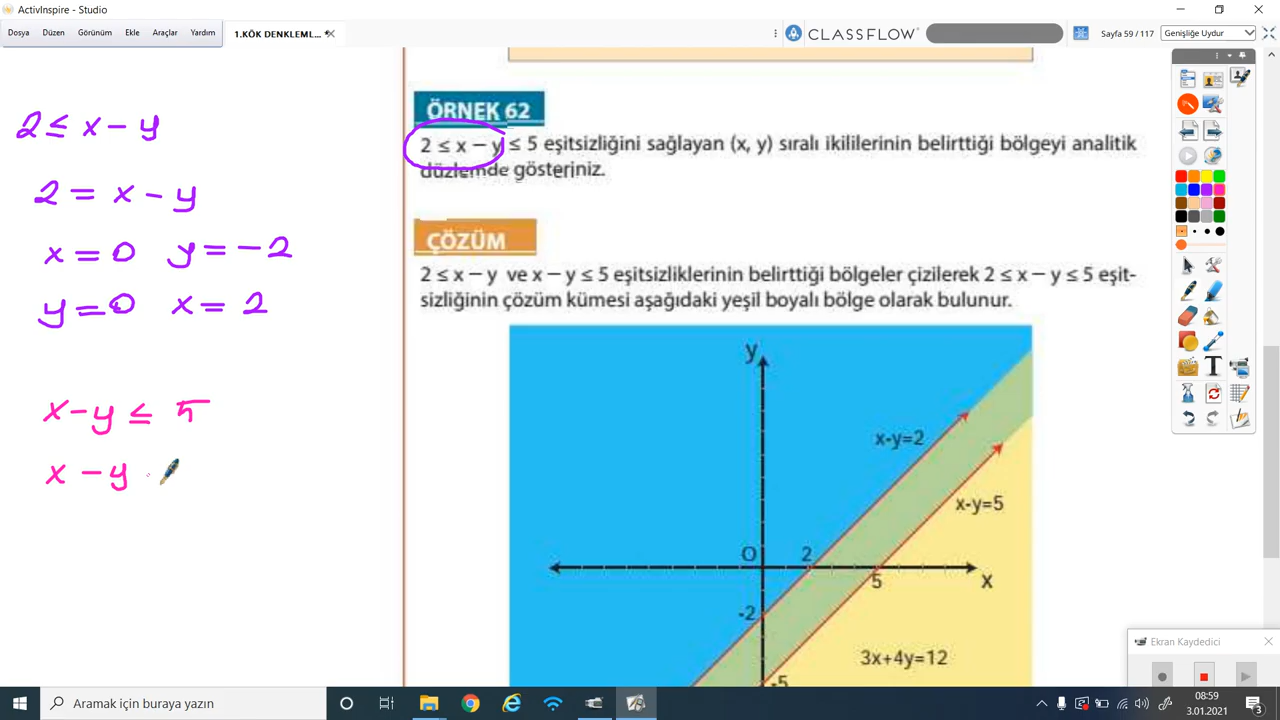 ActivInspire - Studio
Dosya Düzen Görünüm Ekle Araçlar Yardım
1.KÖK DENKLEML...
CLASSFLOW
Sayfa 59 / 117
Genişliğe Uydur
2 ≤ x - y
2 = x - y
x = 0 y = -2
y = 0 x = 2
x - y ≤ 5
x - y
ÖRNEK 62
2 ≤ x – y ≤ 5 eşitsizliğini sağlayan (x, y) sıralı ikililerinin belirttiği bölgeyi analitik
düzlemde gösteriniz.
ÇÖZÜM
2 ≤ x – y ve x – y ≤ 5 eşitsizliklerinin belirttiği bölgeler çizilerek 2 ≤ x – y ≤ 5 eşit-
sizliğinin çözüm kümesi aşağıdaki yeşil boyalı bölge olarak bulunur.
y
x-y=2
x-y=5
O 2
5 x
-2
3x+4y=12
-5
Ekran Kaydedici
Aramak için buraya yazın
08:59
3.01.2021
3